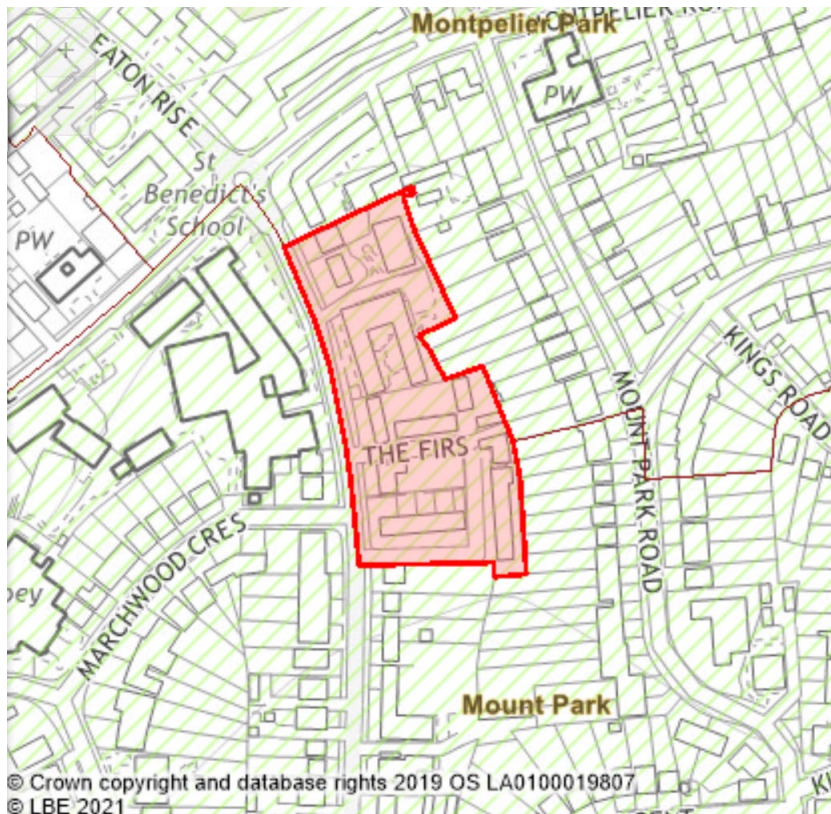 Montpelier Park
EATON RISE
PW
St
Benedict's
School
PW
KINGS ROAD
THE FIRS
MOUNT PARK ROAD
MARCHWOOD CRES
Mount Park
© Crown copyright and database rights 2019 OS LA0100019807
© LBE 2021